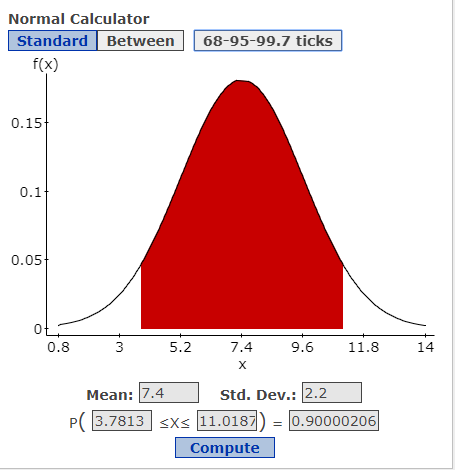 Normal Calculator
Standard Between 68-95-99.7 ticks
f(x)
0.15
0.1
0.05
0
0.8 3 5.2 7.4 9.6 11.8 14
x
Mean: 7.4 Std. Dev.: 2.2
P( 3.7813 ≤X≤ 11.0187 ) = 0.90000206
Compute